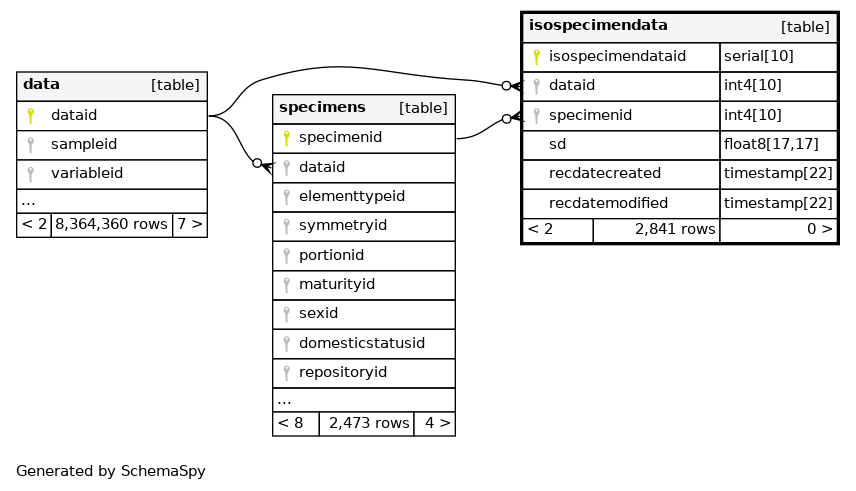 data [table]
dataid
sampleid
variableid
...
< 2 8,364,360 rows 7 >
specimens [table]
specimenid
dataid
elementtypeid
symmetryid
portionid
maturityid
sexid
domesticstatusid
repositoryid
...
< 8 2,473 rows 4 >
isospecimendata [table]
isospecimendataid serial[10]
dataid int4[10]
specimenid int4[10]
sd float8[17,17]
recdatecreated timestamp[22]
recdatemodified timestamp[22]
< 2 2,841 rows 0 >
Generated by SchemaSpy